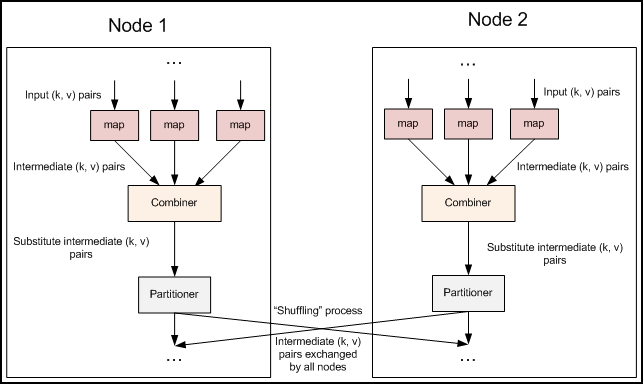 Node 1
Node 2
...
...
Input (k, v) pairs
Input (k, v) pairs
map
map
map
map
map
map
Intermediate (k, v) pairs
Intermediate (k, v) pairs
Combiner
Combiner
Substitute intermediate (k, v)
pairs
Substitute intermediate (k, v)
pairs
Partitioner
Partitioner
“Shuffling” process
Intermediate (k, v)
pairs exchanged
by all nodes
...
...